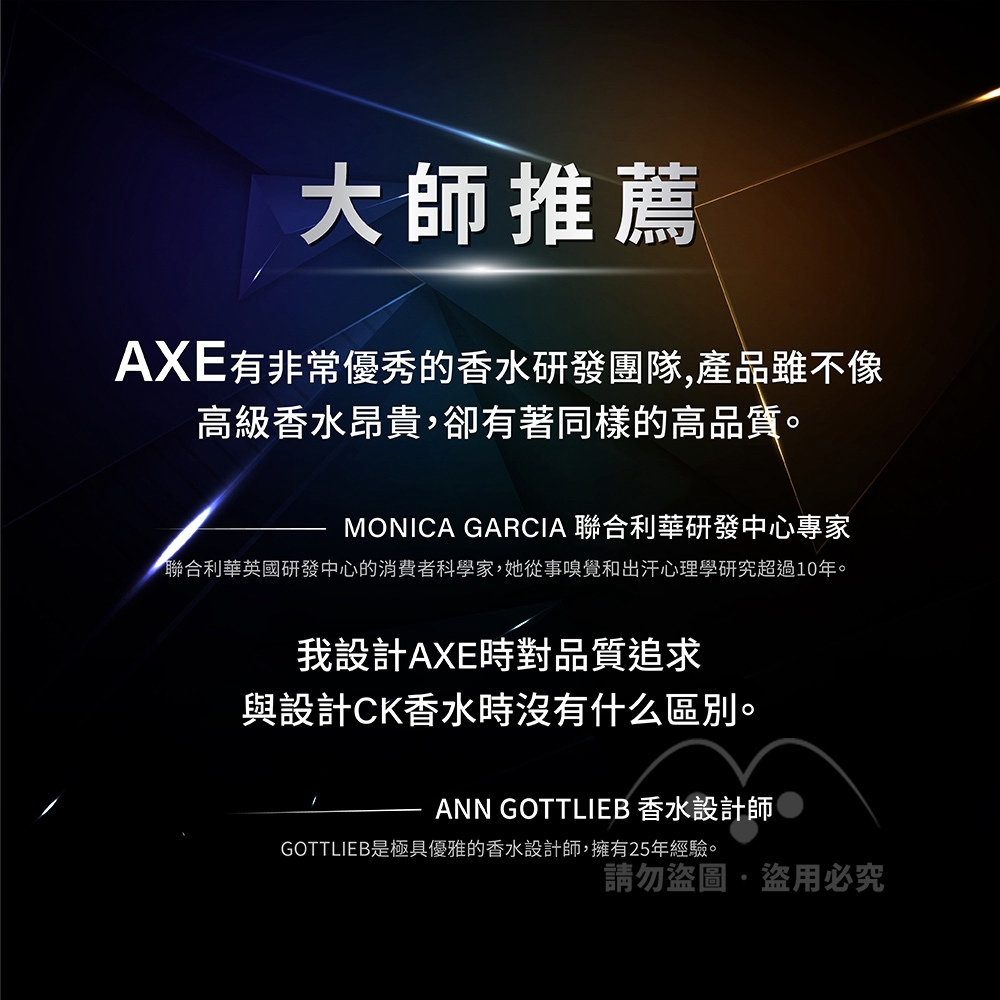 大師推薦
AXE有非常優秀的香水研發團隊,產品雖不像
高級香水昂貴,卻有著同樣的高品質。
MONICA GARCIA 聯合利華研發中心專家
聯合利華英國研發中心的消費者科學家,她從事嗅覺和出汗心理學研究超過10年。
我設計AXE時對品質追求
與設計CK香水時沒有什么區別。
ANN GOTTLIEB 香水設計師
GOTTLIEB是極具優雅的香水設計師,擁有25年經驗。
請勿盜圖・盜用必究